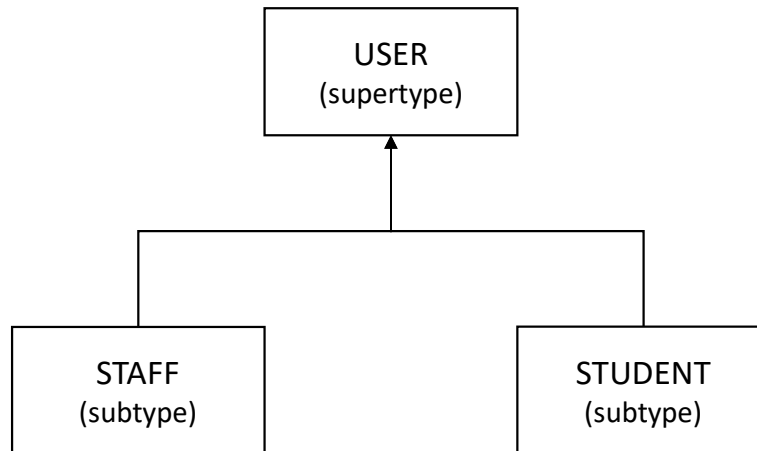 USER
(supertype)
STAFF
(subtype)
STUDENT
(subtype)